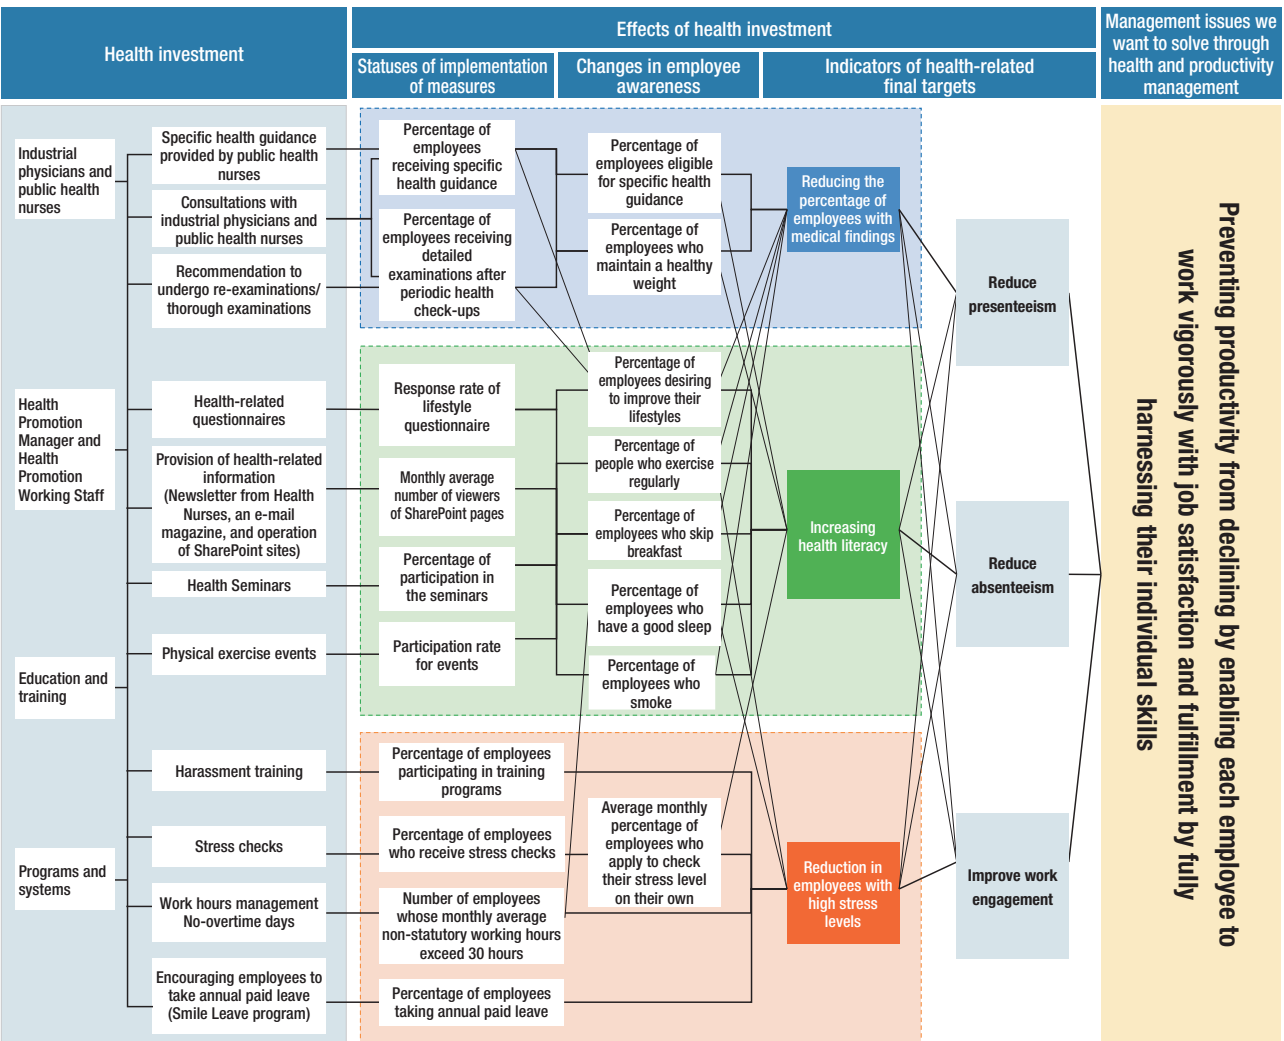 Health investment
Effects of health investment
Management issues we
want to solve through
health and productivity
management
Statuses of implementation
of measures
Changes in employee
awareness
Indicators of health-related
final targets
Industrial
physicians and
public health
nurses
Health
Promotion
Manager and
Health
Promotion
Working Staff
Education and
training
Programs and
systems
Specific health guidance
provided by public health
nurses
Consultations with
industrial physicians and
public health nurses
Recommendation to
undergo re-examinations/
thorough examinations
Health-related
questionnaires
Provision of health-related
information
(Newsletter from Health
Nurses, an e-mail
magazine, and operation
of SharePoint sites)
Health Seminars
Physical exercise events
Harassment training
Stress checks
Work hours management
No-overtime days
Encouraging employees to
take annual paid leave
(Smile Leave program)
Percentage of
employees
receiving specific
health guidance
Percentage of
employees receiving
detailed
examinations after
periodic health
check-ups
Response rate of
lifestyle
questionnaire
Monthly average
number of viewers
of SharePoint pages
Percentage of
participation in
the seminars
Participation rate
for events
Percentage of employees
participating in training
programs
Percentage of employees
who receive stress checks
Number of employees
whose monthly average
non-statutory working hours
exceed 30 hours
Percentage of employees
taking annual paid leave
Percentage of
employees eligible
for specific health
guidance
Percentage of
employees who
maintain a healthy
weight
Percentage of
employees desiring
to improve their
lifestyles
Percentage of
people who exercise
regularly
Percentage of
employees who skip
breakfast
Percentage of
employees who
have a good sleep
Percentage of
employees who
smoke
Average monthly
percentage of
employees who
apply to check
their stress level
on their own
Reducing the
percentage of
employees with
medical findings
Increasing
health literacy
Reduction in
employees with
high stress
levels
Reduce
presenteeism
Reduce
absenteeism
Improve work
engagement
Preventing productivity from declining by enabling each employee to
work vigorously with job satisfaction and fulfillment by fully
harnessing their individual skills